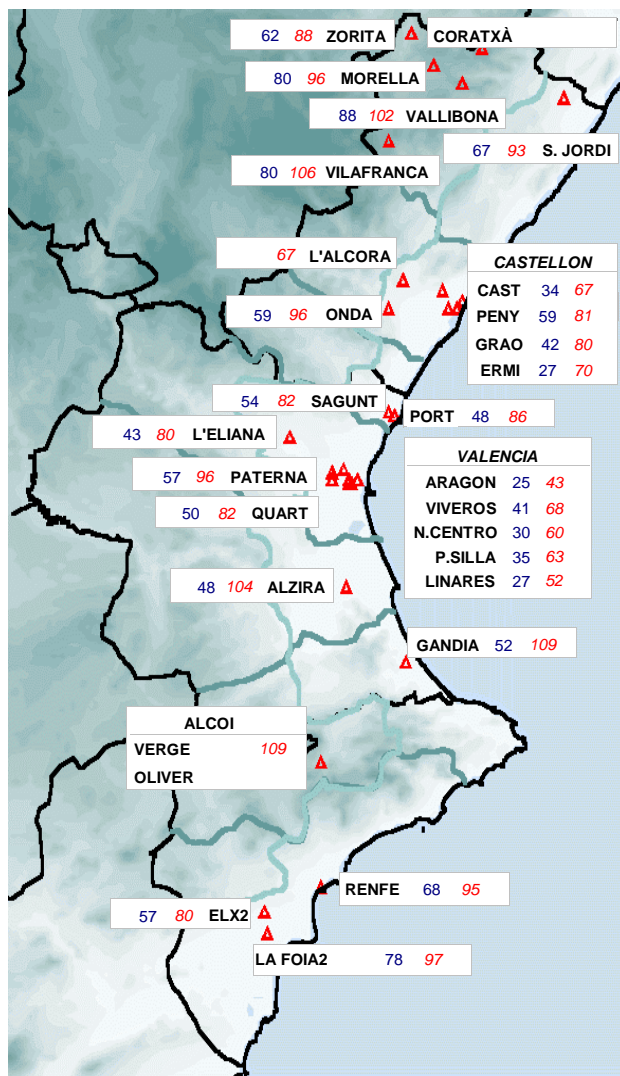 62 88 ZORITA
CORATXÀ
80 96 MORELLA
88 102 VALLIBONA
67 93 S. JORDI
80 106 VILAFRANCA
67 L'ALCORA
CASTELLON
CAST 34 67
PENY 59 81
GRAO 42 80
ERMI 27 70
59 96 ONDA
54 82 SAGUNT
PORT 48 86
43 80 L'ELIANA
57 96 PATERNA
50 82 QUART
VALENCIA
ARAGON 25 43
VIVEROS 41 68
N.CENTRO 30 60
P.SILLA 35 63
LINARES 27 52
48 104 ALZIRA
GANDIA 52 109
ALCOI
VERGE 109
OLIVER
RENFE 68 95
57 80 ELX2
LA FOIA2 78 97